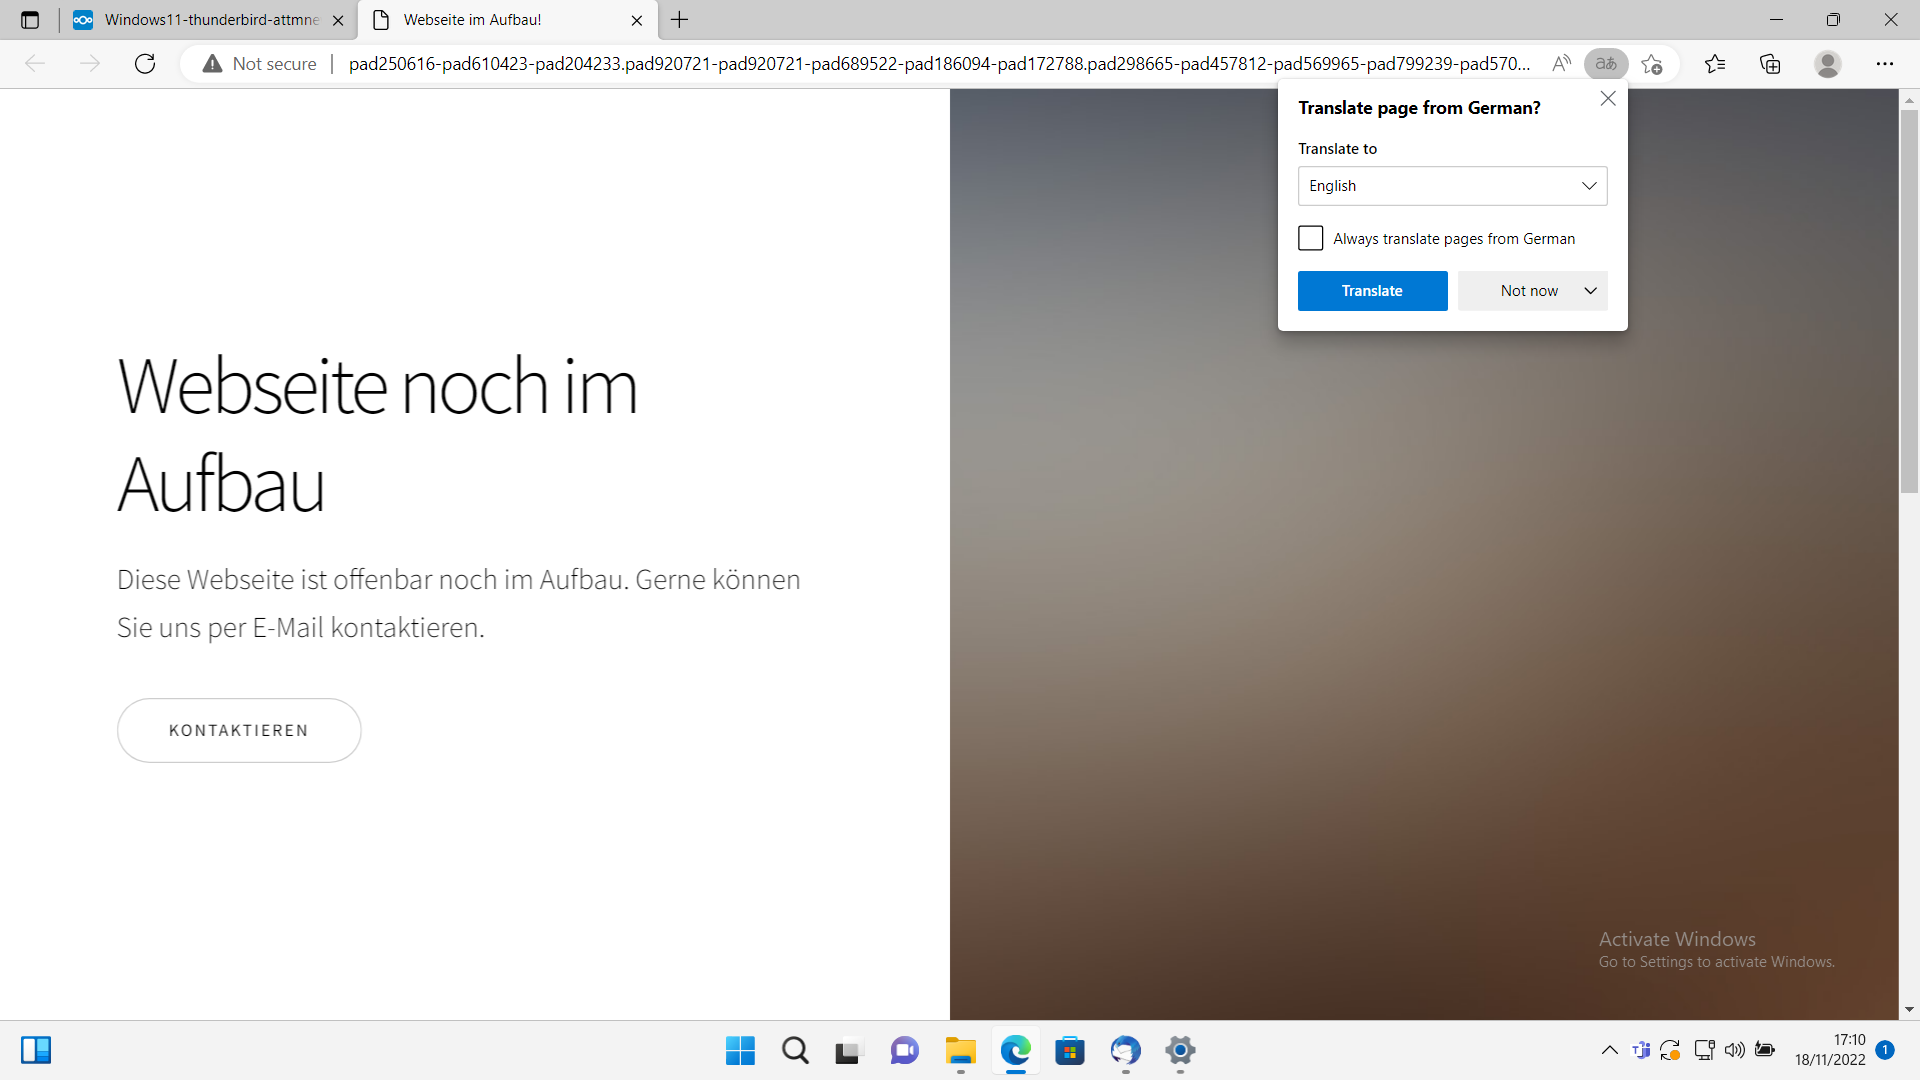 Windows11-thunderbird-attmne
Webseite im Aufbau!
Not secure
pad250616-pad610423-pad204233.pad920721-pad920721-pad689522-pad186094-pad172788.pad298665-pad457812-pad569965-pad799239-pad570...
Translate page from German?
Translate to
English
Always translate pages from German
Translate
Not now
Webseite noch im
Aufbau
Diese Webseite ist offenbar noch im Aufbau. Gerne können
Sie uns per E-Mail kontaktieren.
KONTAKTIEREN
Activate Windows
Go to Settings to activate Windows.
17:10
18/11/2022
1